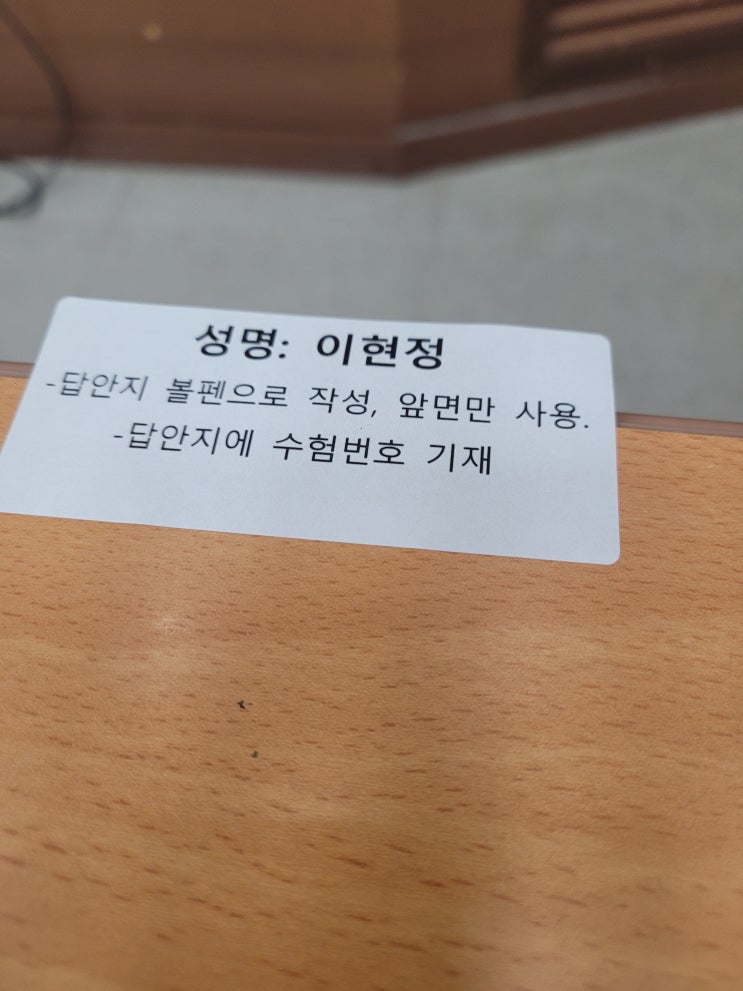 성명: 이현정
-답안지 볼펜으로 작성, 앞면만 사용.
-답안지에 수험번호 기재